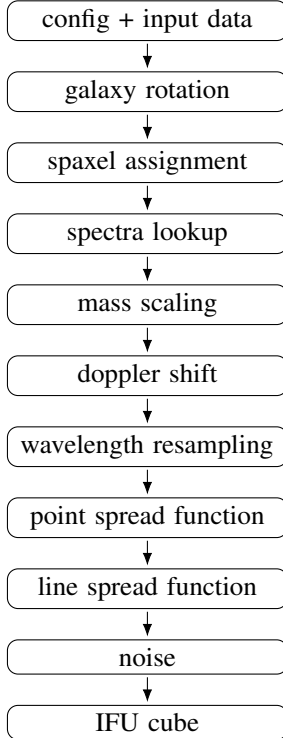 config + input data
galaxy rotation
spaxel assignment
spectra lookup
mass scaling
doppler shift
wavelength resampling
point spread function
line spread function
noise
IFU cube